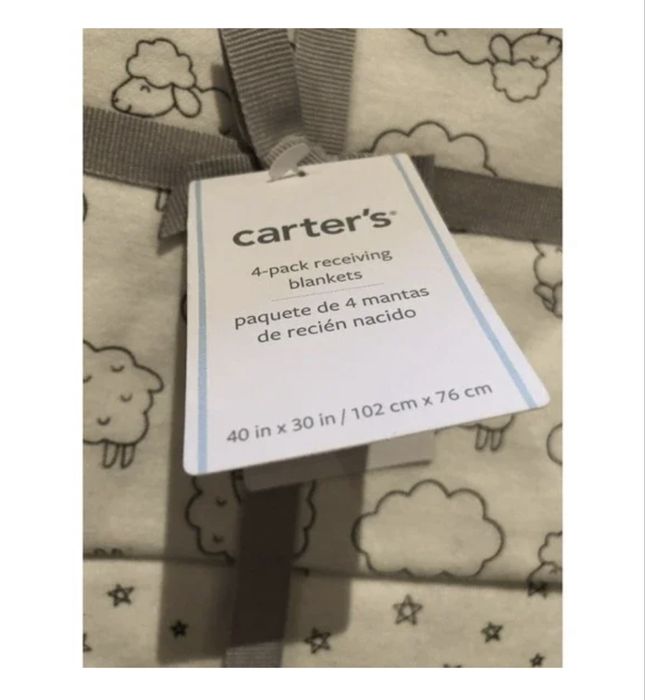 carter's®
4-pack receiving
blankets
paquete de 4 mantas
de recién nacido
40 in x 30 in / 102 cm x 76 cm